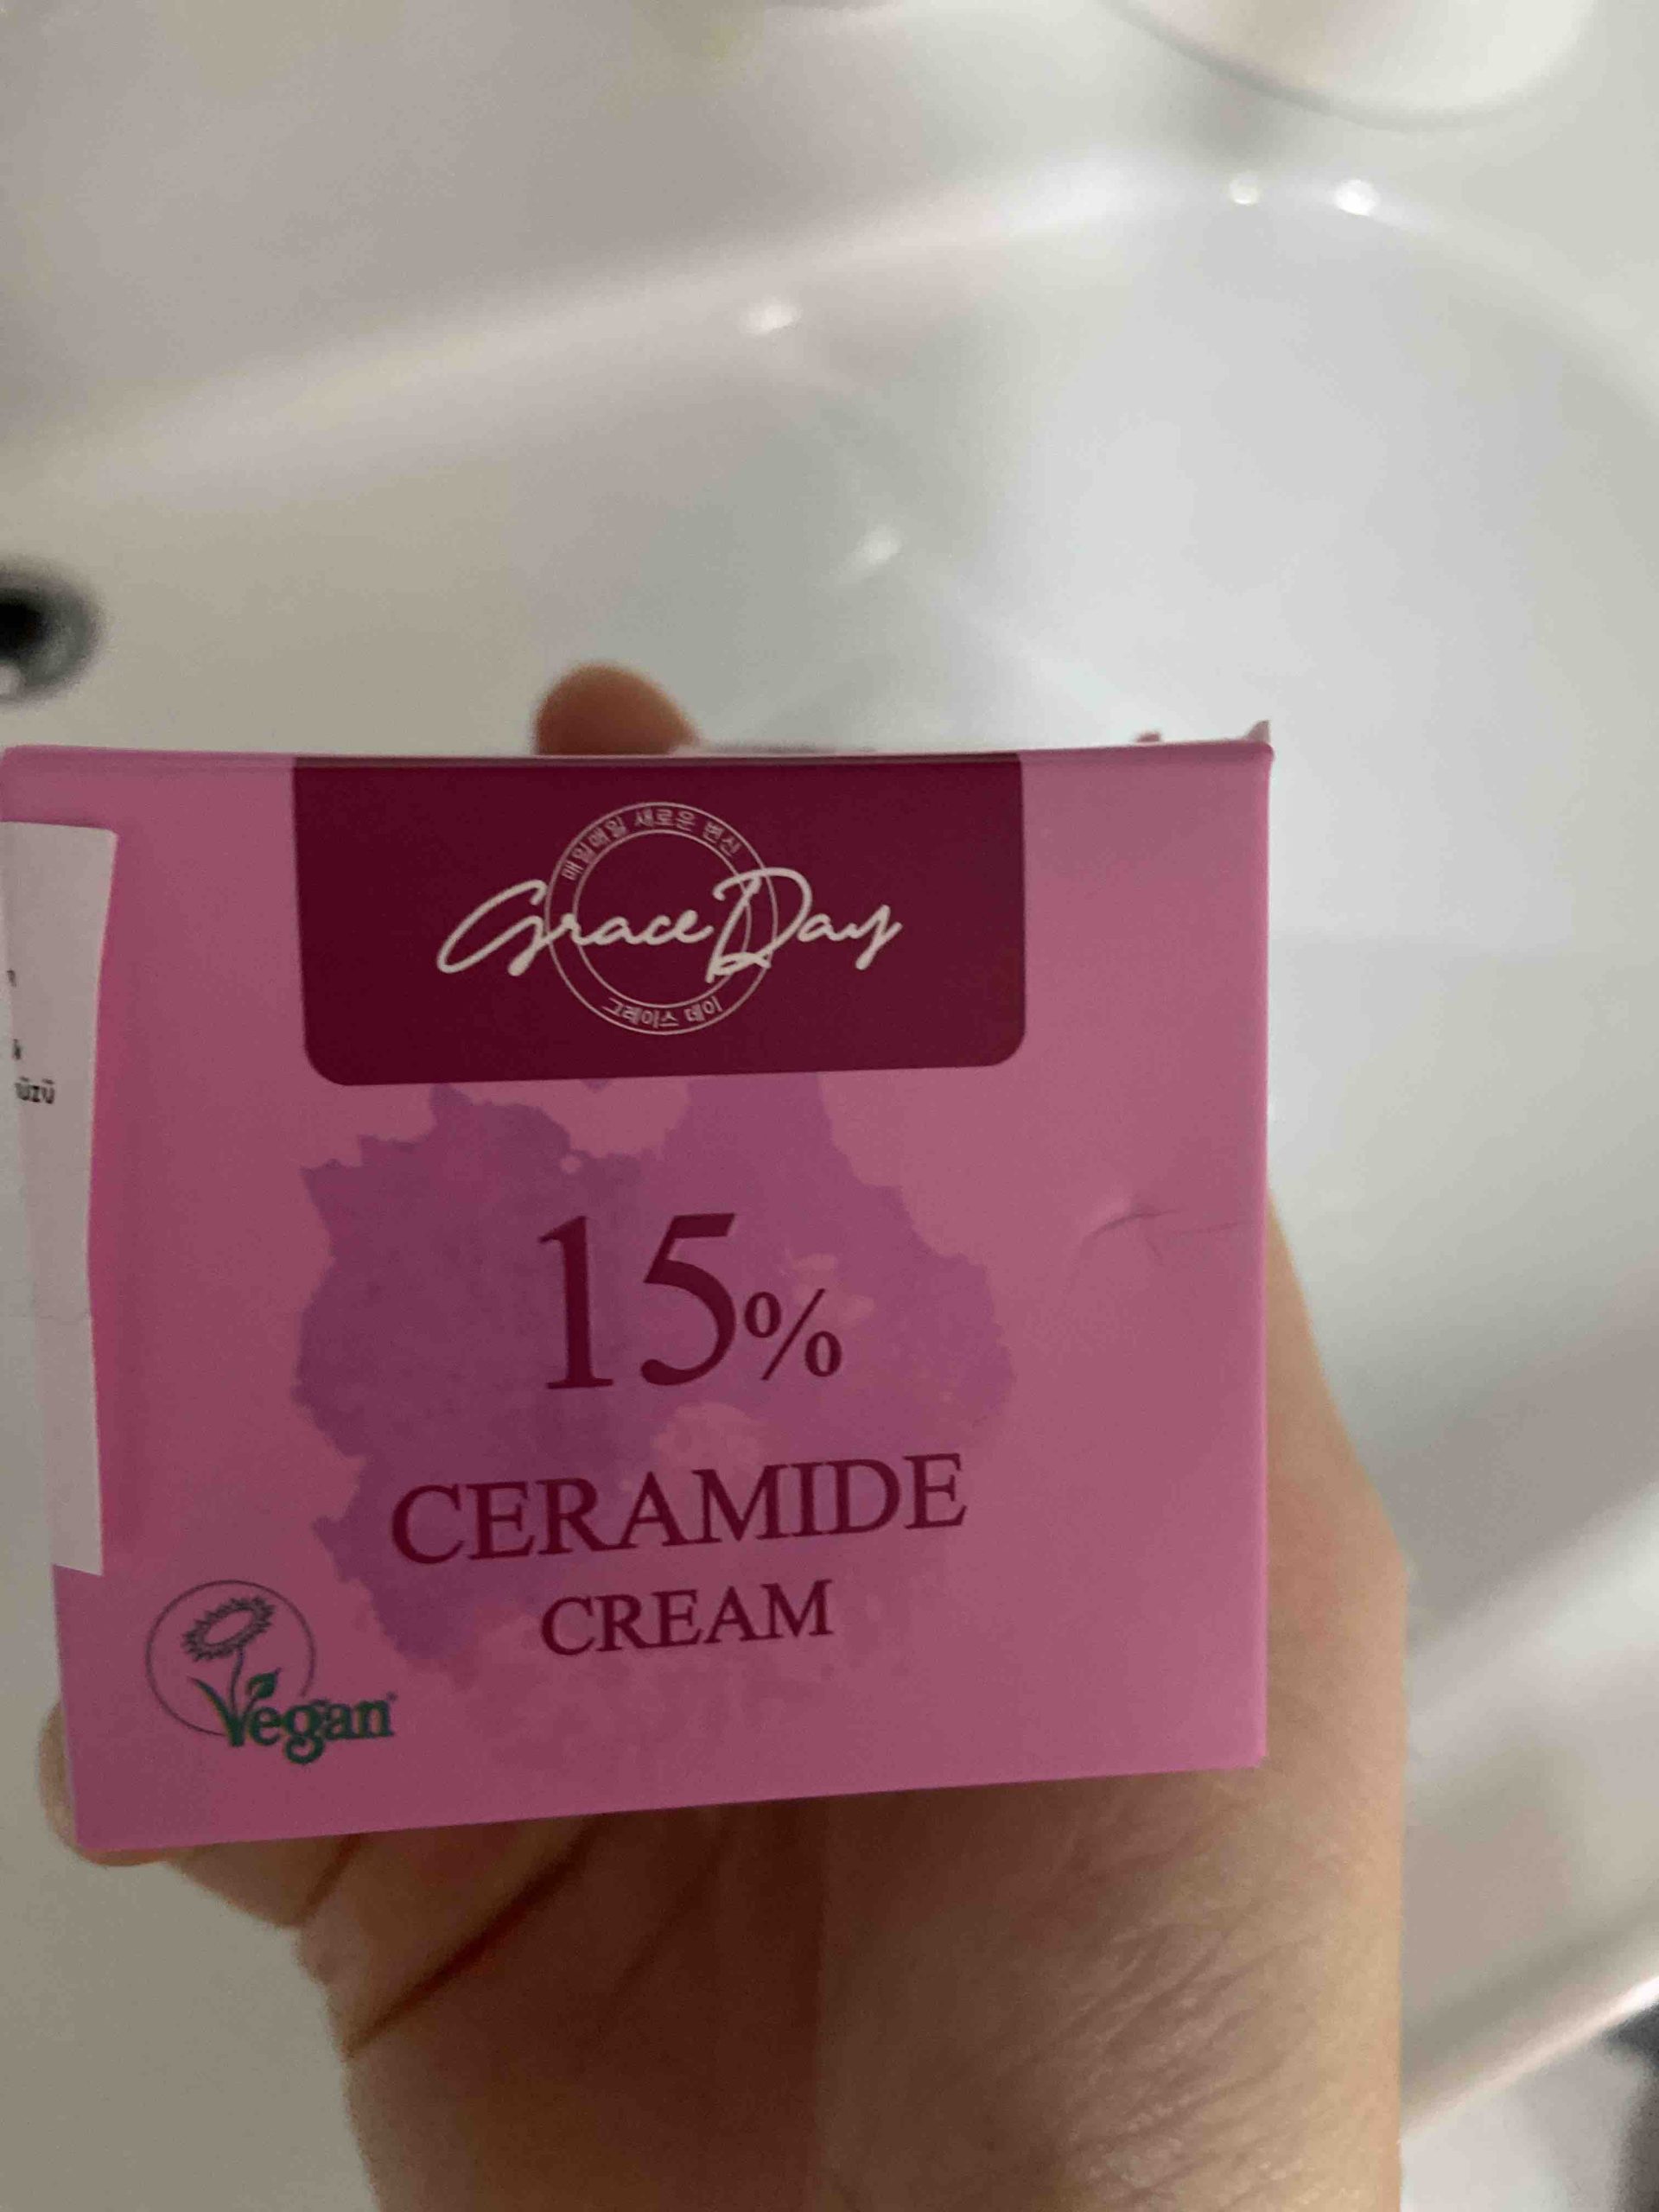 매일매일 새로운 변신
Grace Day
그레이스 데이
15%
CERAMIDE
CREAM
Vegan